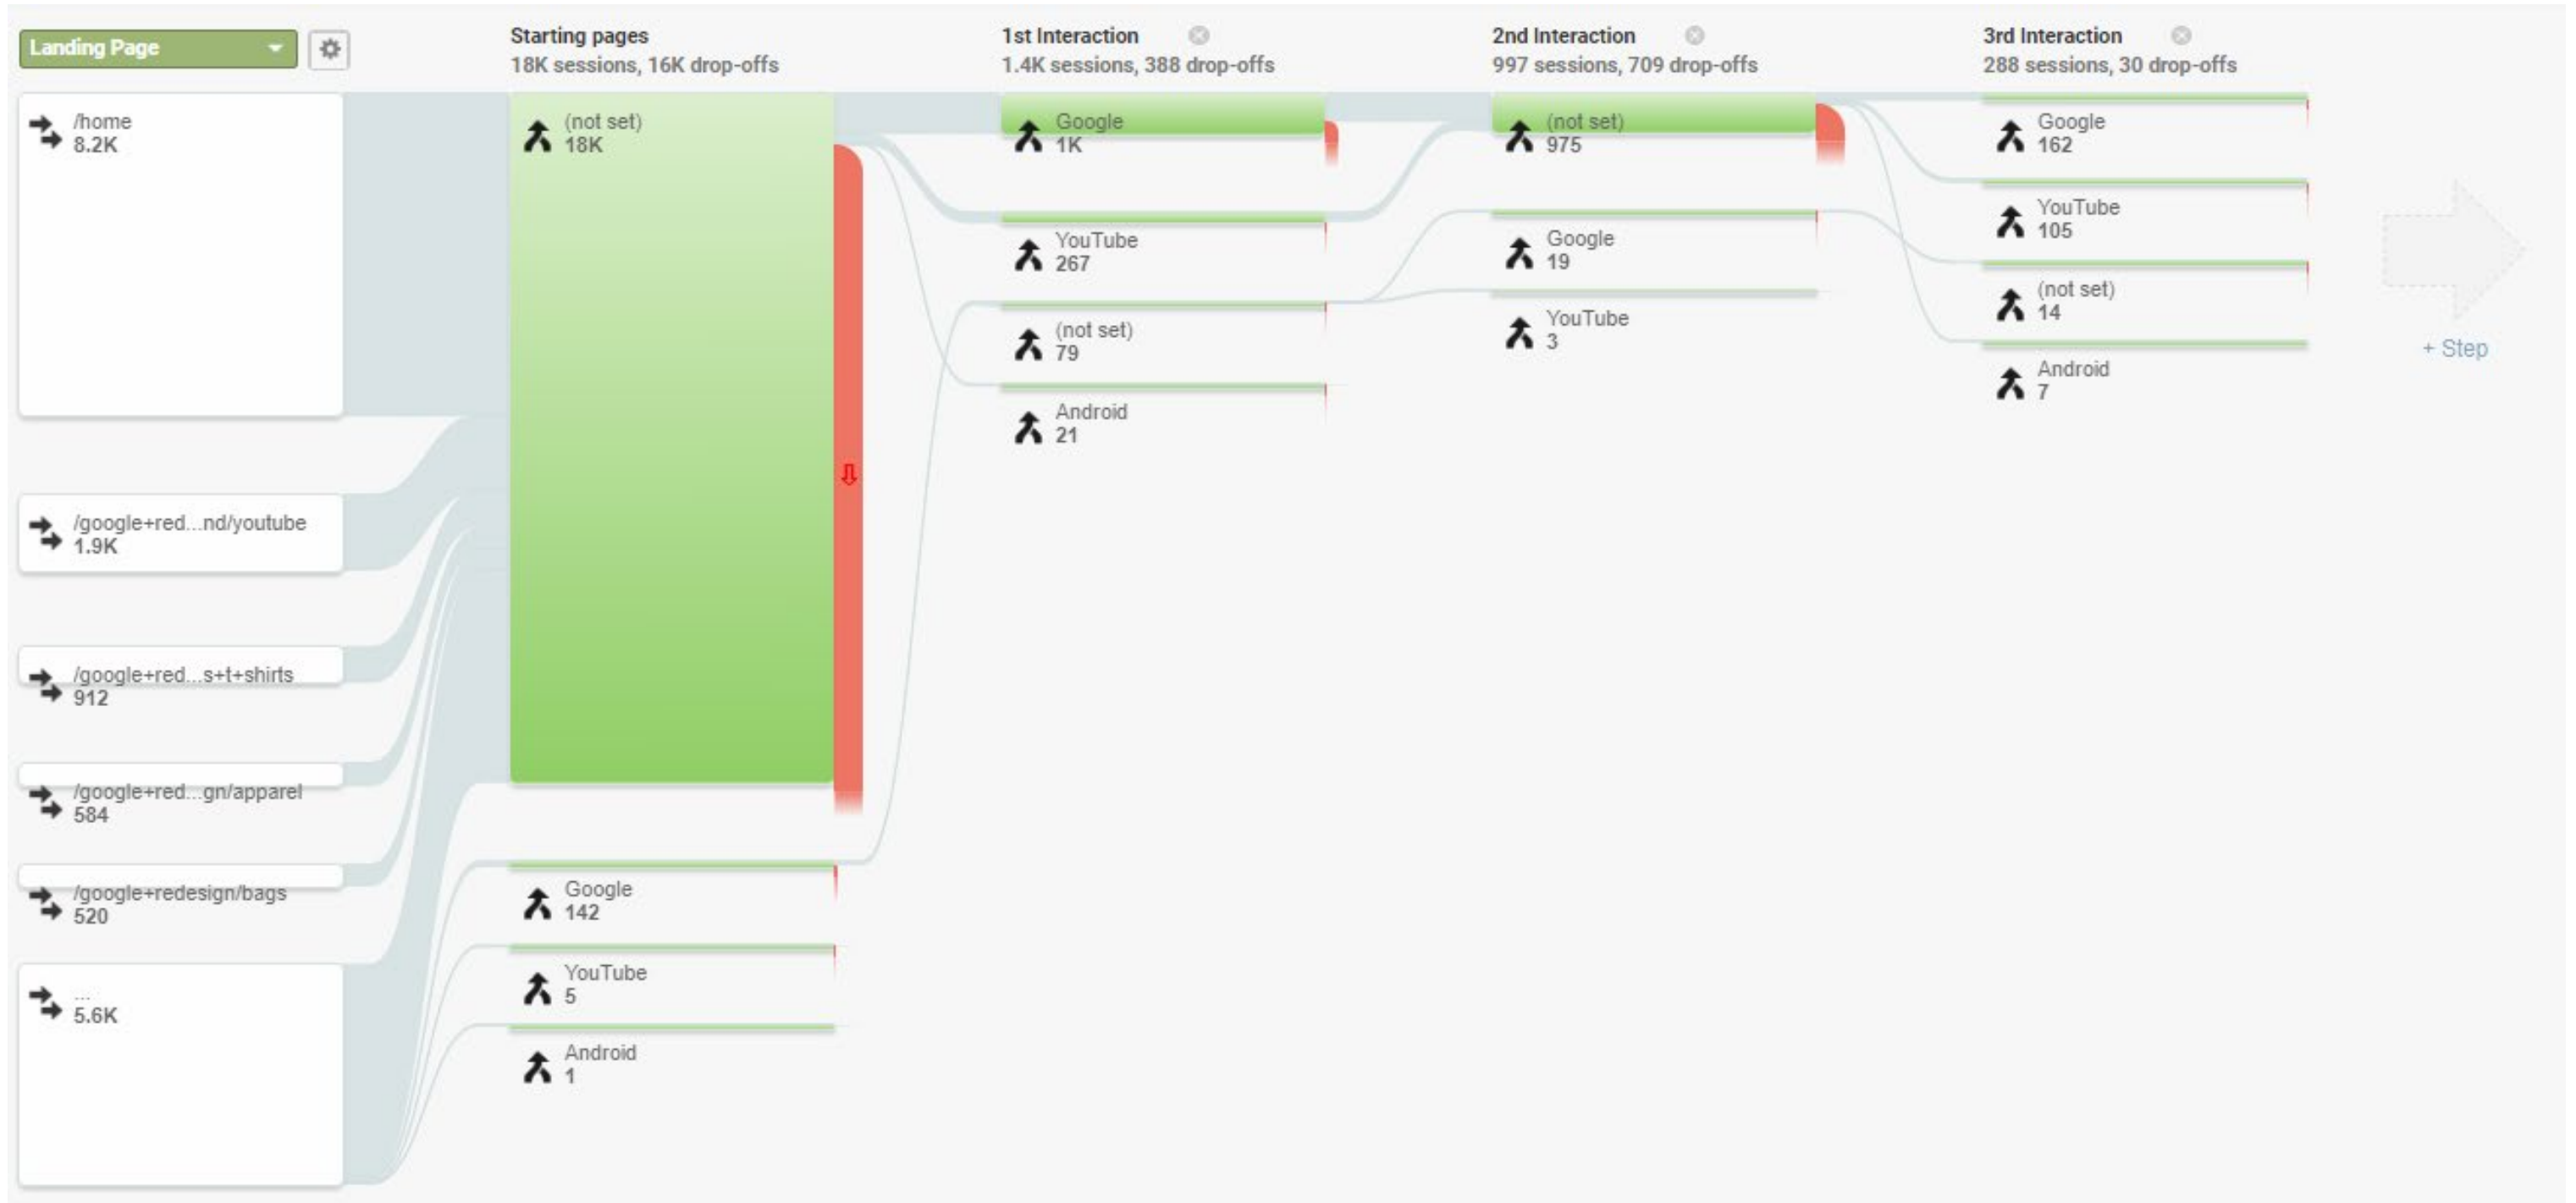 Landing Page
/home
8.2K
/google+red...nd/youtube
1.9K
/google+red...s+t+shirts
912
/google+red...gn/apparel
584
/google+redesign/bags
520
...
5.6K
Starting pages
18K sessions, 16K drop-offs
(not set)
18K
Google
142
YouTube
5
Android
1
1st Interaction
1.4K sessions, 388 drop-offs
Google
1K
YouTube
267
(not set)
79
Android
21
2nd Interaction
997 sessions, 709 drop-offs
(not set)
975
Google
19
YouTube
3
3rd Interaction
288 sessions, 30 drop-offs
Google
162
YouTube
105
(not set)
14
Android
7
+ Step